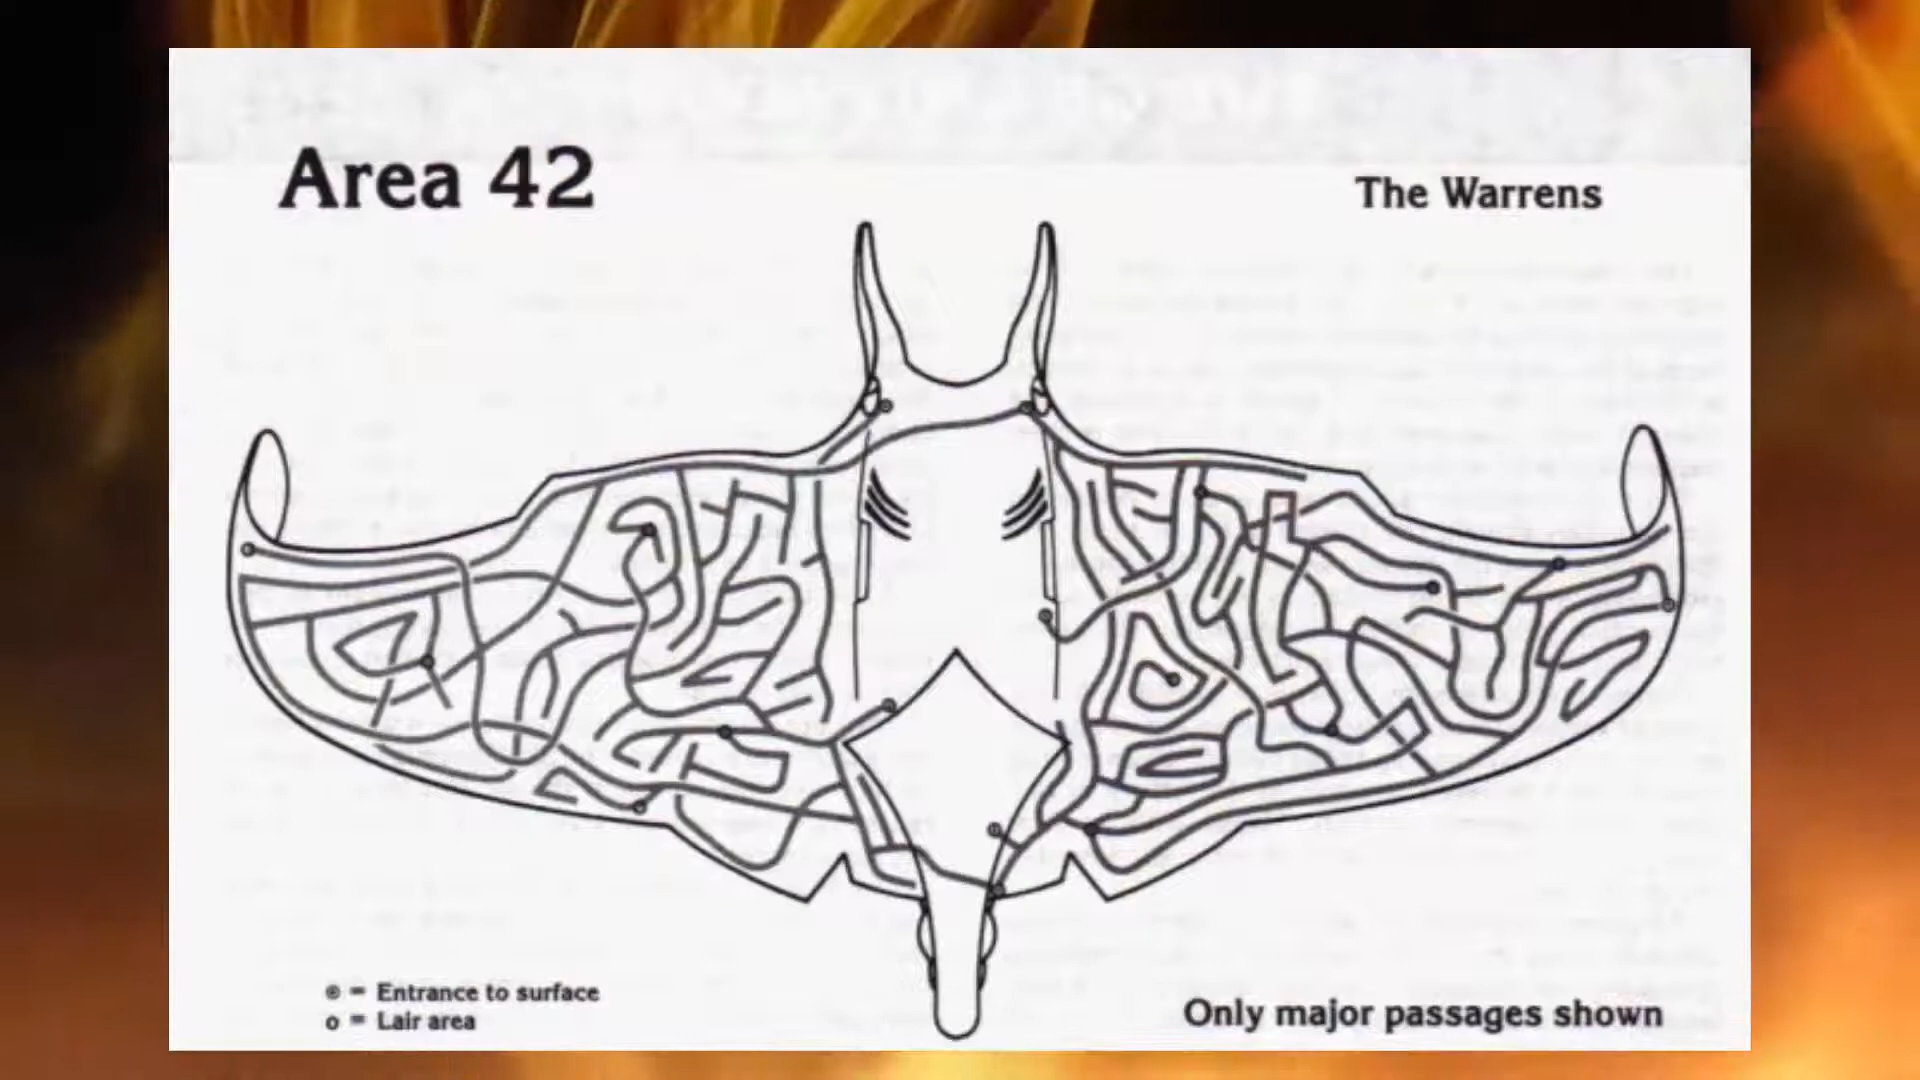 Area 42
The Warrens
⊙ = Entrance to surface
o = Lair area
Only major passages shown